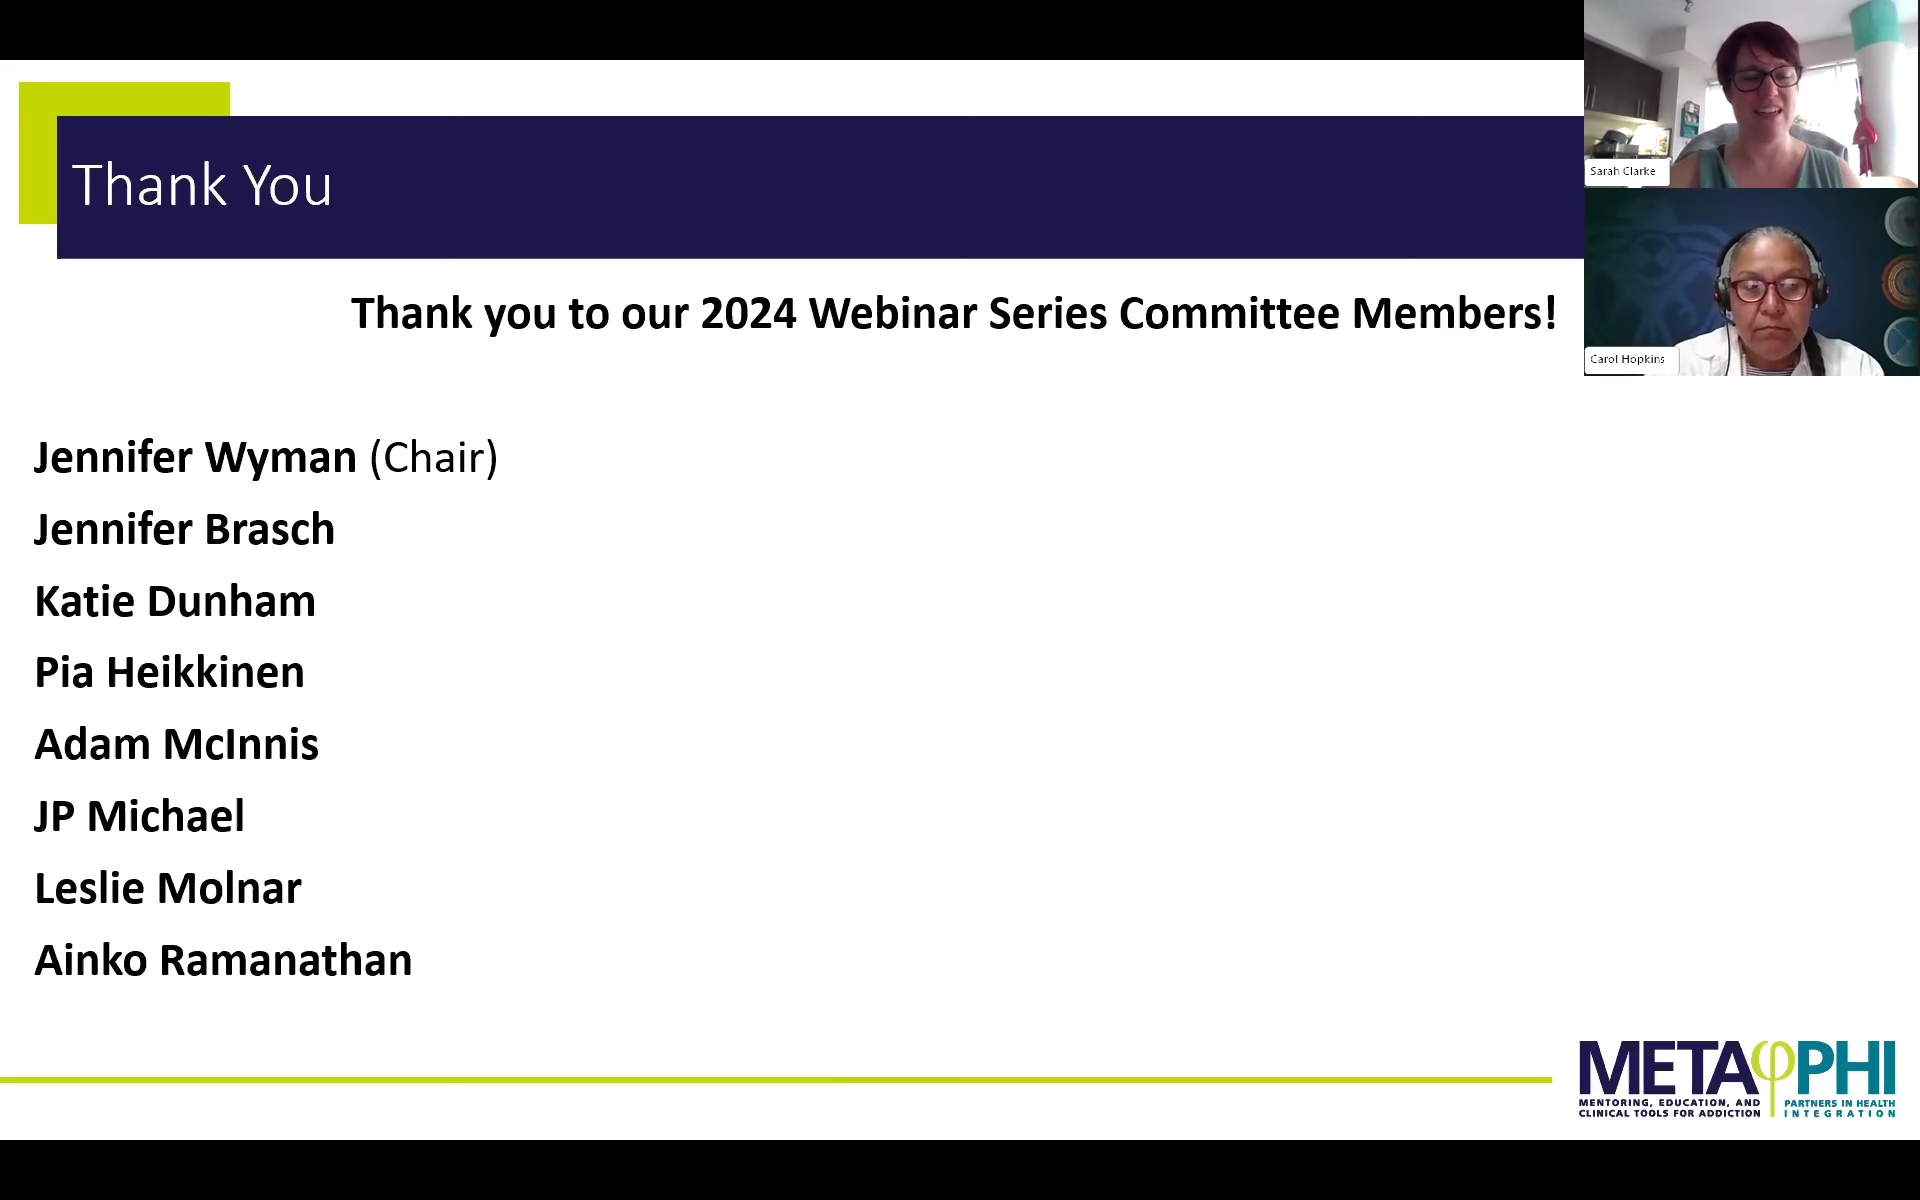 Thank You
Thank you to our 2024 Webinar Series Committee Members!
Jennifer Wyman (Chair)
Jennifer Brasch
Katie Dunham
Pia Heikkinen
Adam McInnis
JP Michael
Leslie Molnar
Ainko Ramanathan
Sarah Clarke
Carol Hopkins
METAφPHI
MENTORING, EDUCATION, AND
CLINICAL TOOLS FOR ADDICTION
PARTNERS IN HEALTH
INTEGRATION